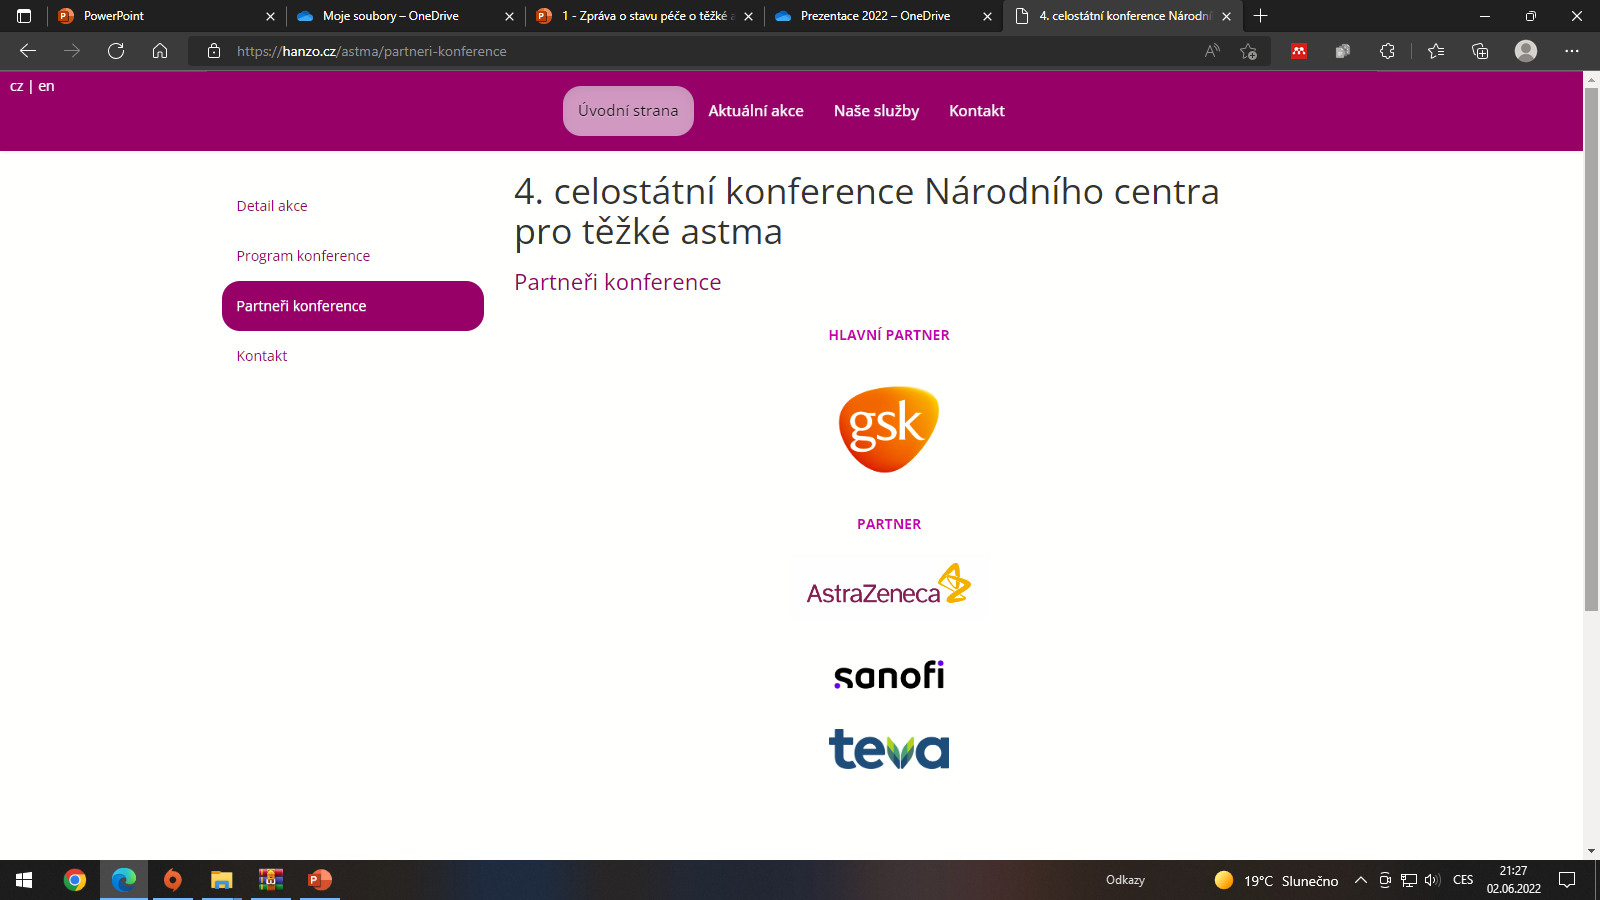 PowerPoint
Moje soubory – OneDrive
1 - Zpráva o stavu péče o těžké a
Prezentace 2022 – OneDrive
4. celostátní konference Národní
https://hanzo.cz/astma/partneri-konference
cz | en
Úvodní strana
Aktuální akce
Naše služby
Kontakt
Detail akce
Program konference
Partneři konference
Kontakt
4. celostátní konference Národního centra
pro těžké astma
Partneři konference
HLAVNÍ PARTNER
gsk
PARTNER
AstraZeneca
sanofi
teva
Odkazy
19°C Slunečno
CES
21:27
02.06.2022